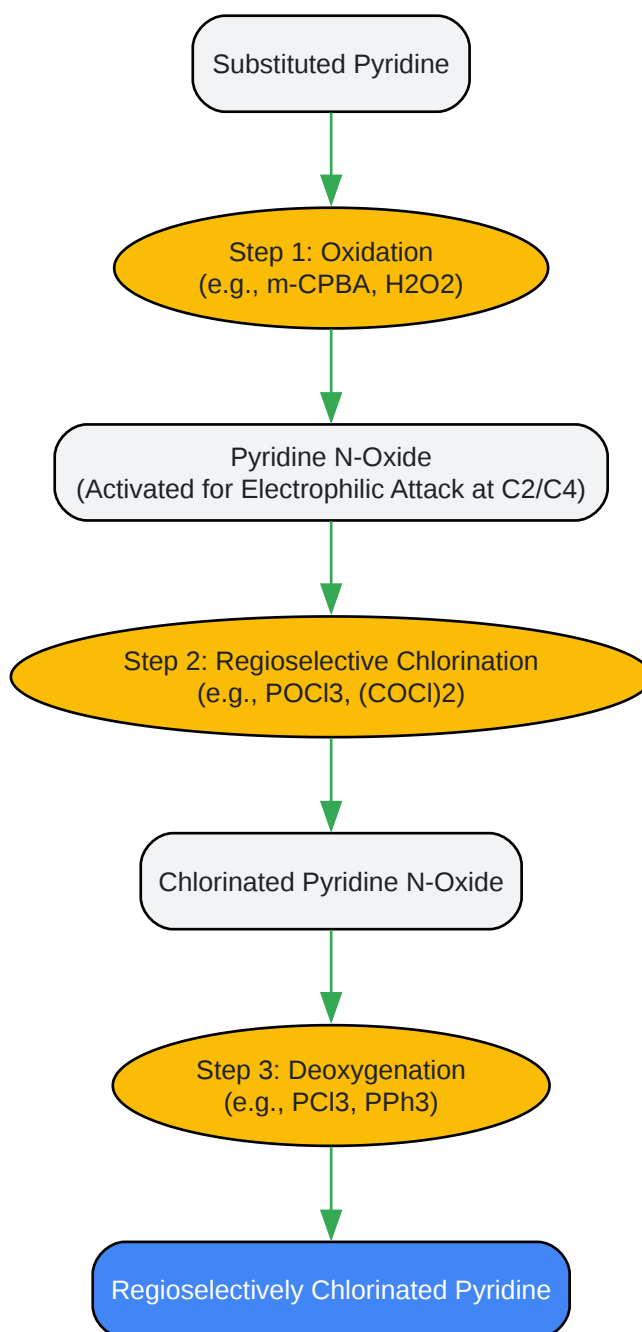 Substituted Pyridine
Step 1: Oxidation
(e.g., m-CPBA, H2O2)
Pyridine N-Oxide
(Activated for Electrophilic Attack at C2/C4)
Step 2: Regioselective Chlorination
(e.g., POCl3, (COCl)2)
Chlorinated Pyridine N-Oxide
Step 3: Deoxygenation
(e.g., PCl3, PPh3)
Regioselectively Chlorinated Pyridine